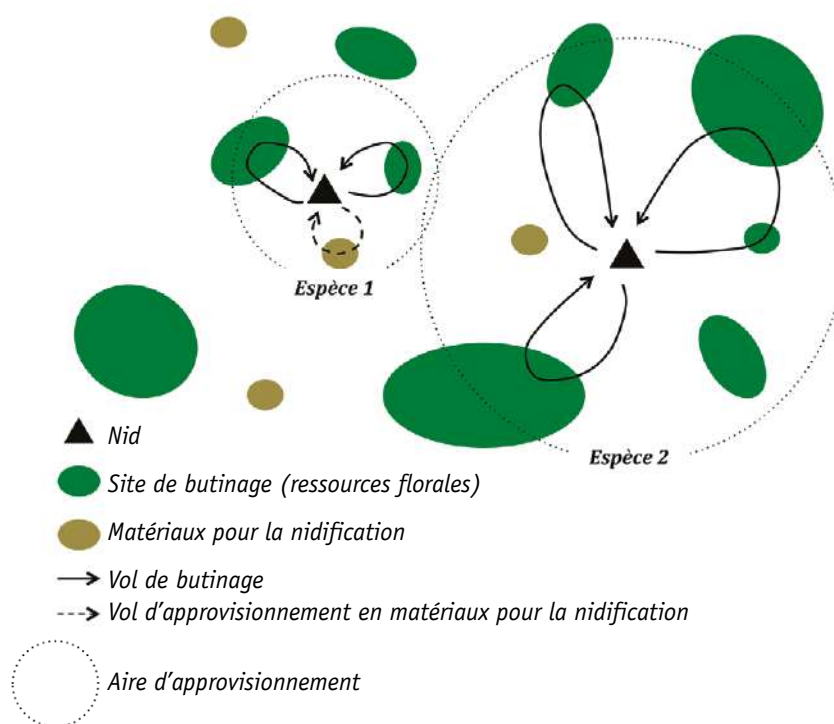 Espèce 1
Espèce 2
Nid
Site de butinage (ressources florales)
Matériaux pour la nidification
Vol de butinage
Vol d'approvisionnement en matériaux pour la nidification
Aire d'approvisionnement